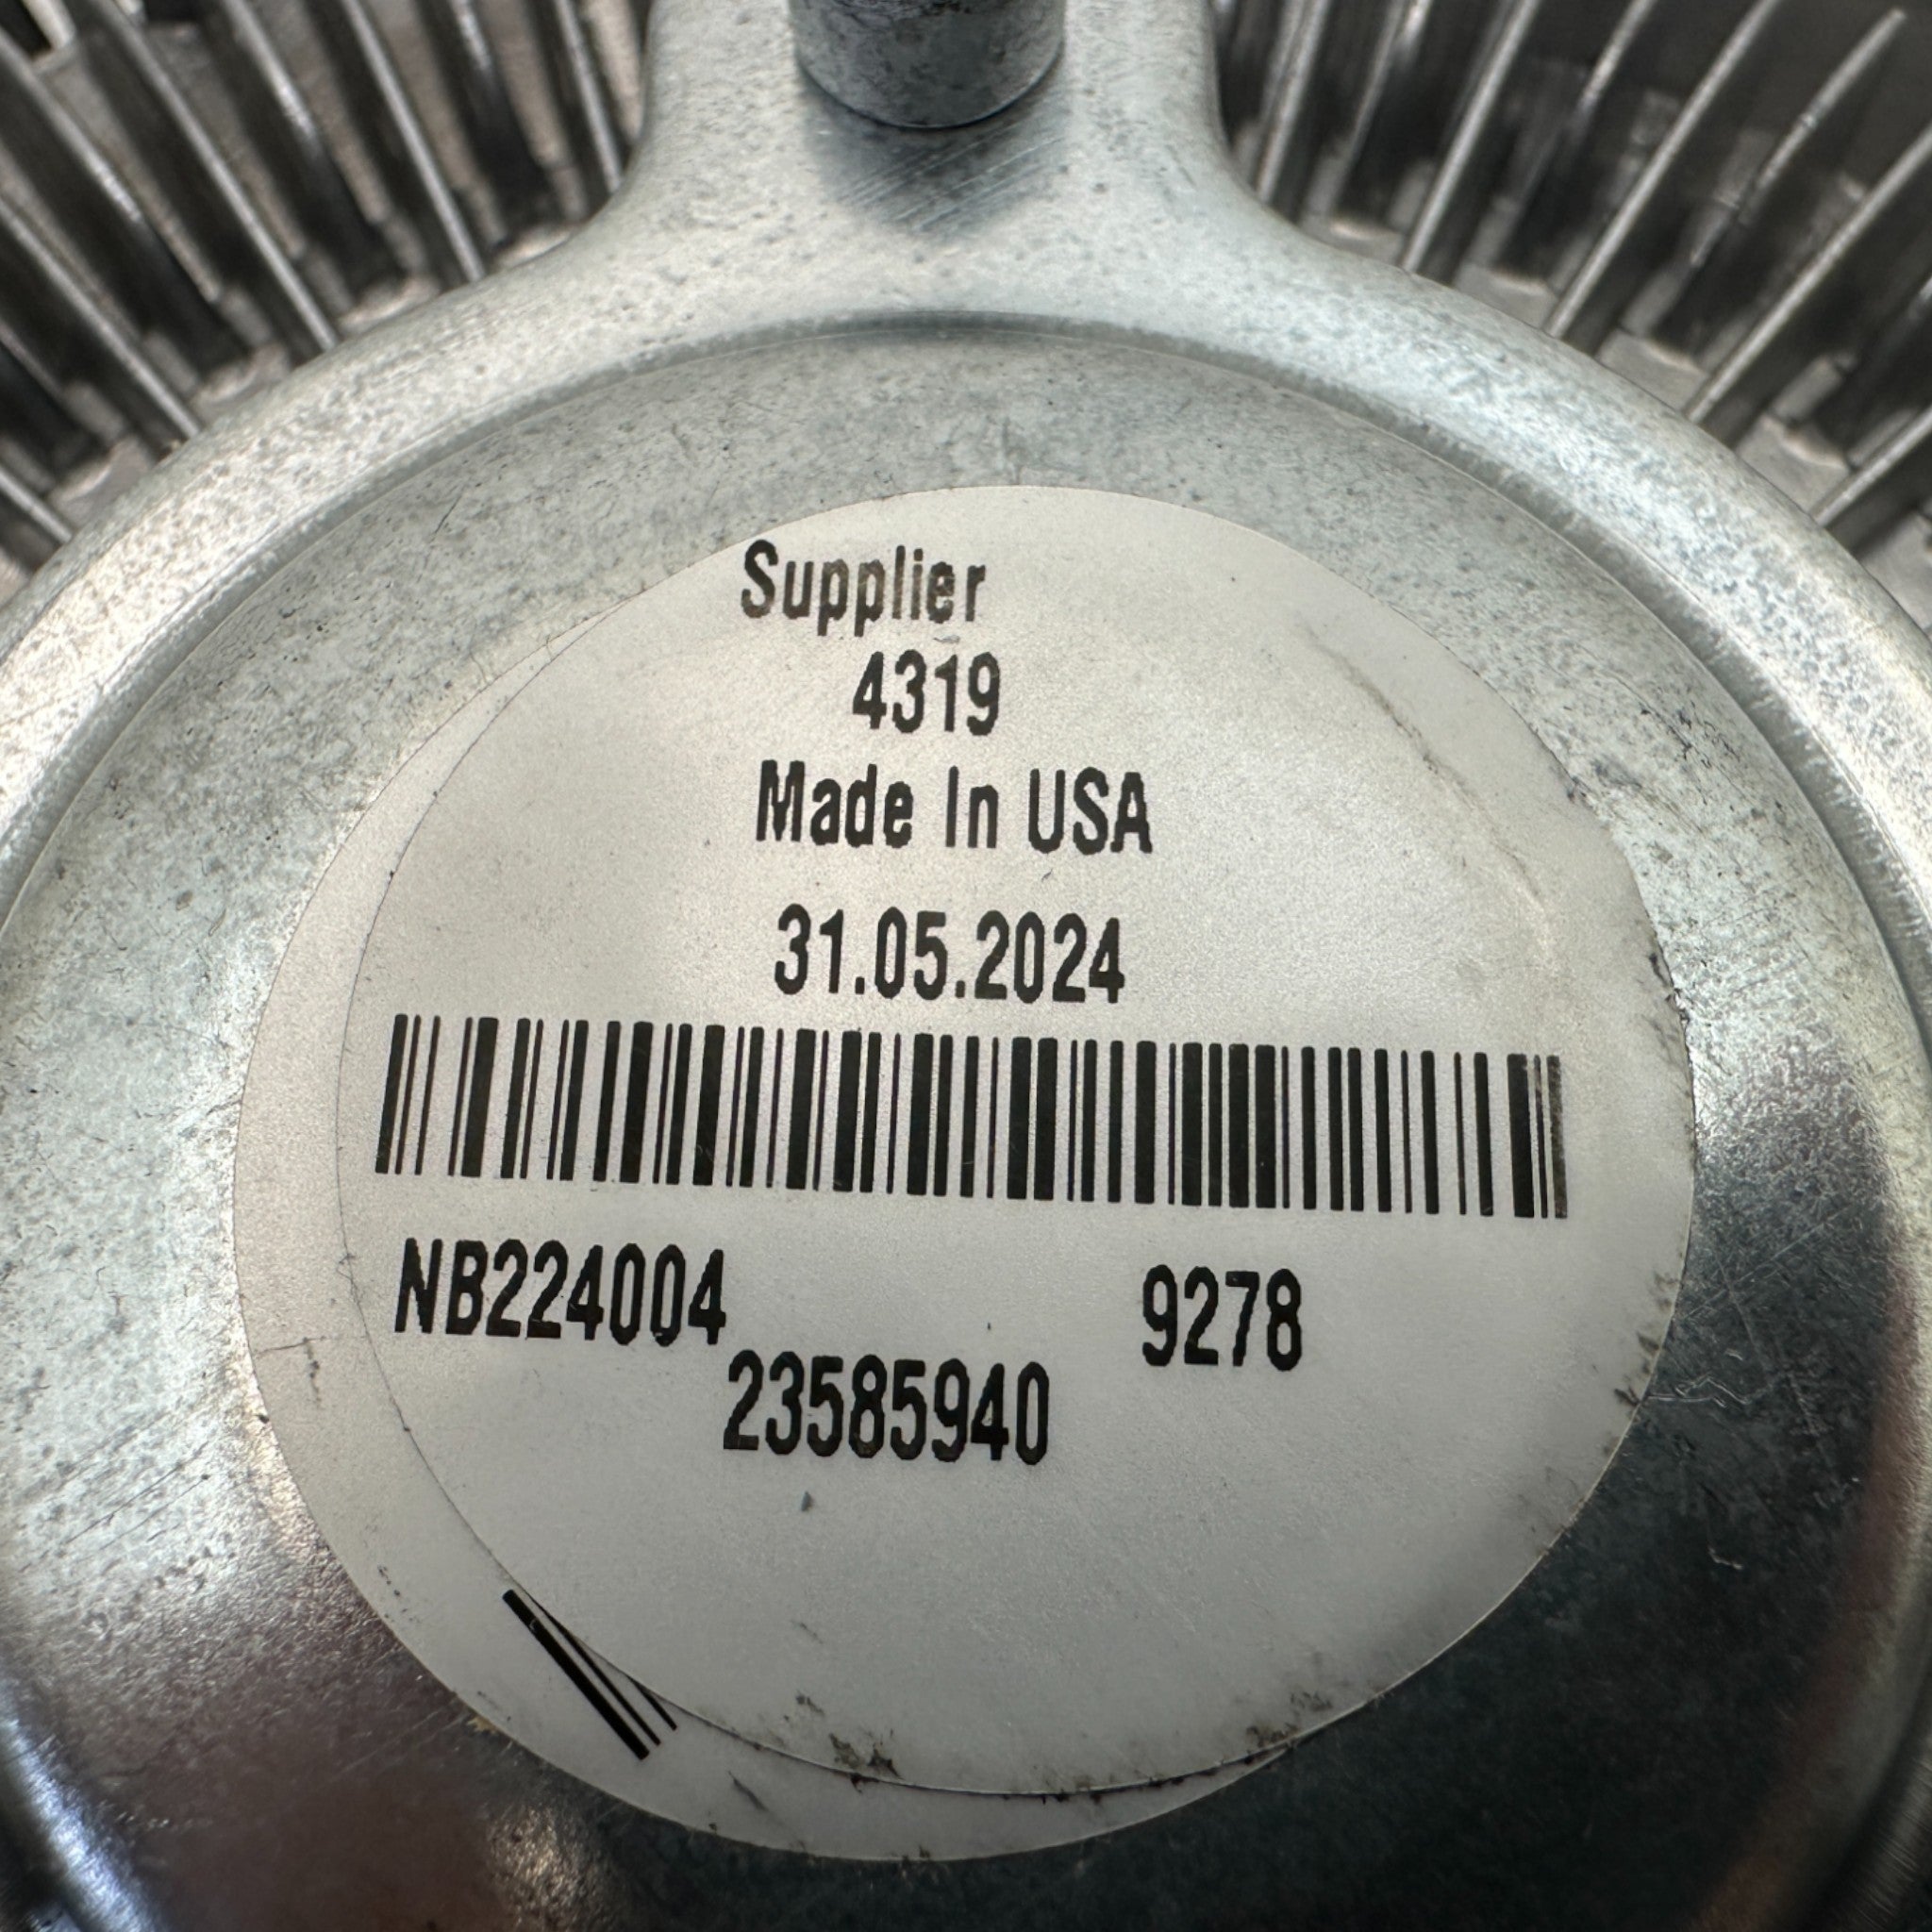 Supplier
4319
Made In USA
31.05.2024
NB224004 9278
23585940